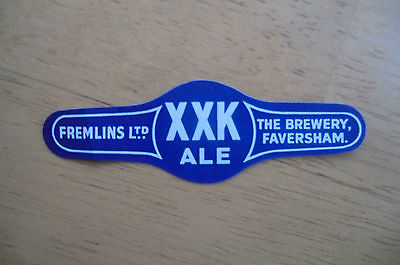 FREMLINS LTD
XXK
ALE
THE BREWERY,
FAVERSHAM.